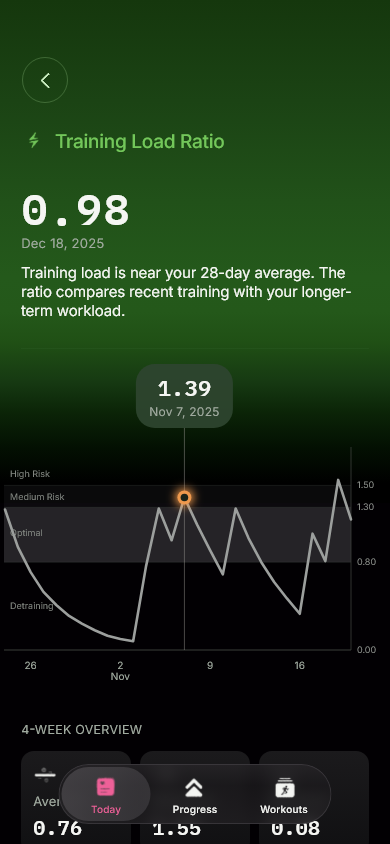 Training Load Ratio
0.98
Dec 18, 2025
Training load is near your 28-day average. The
ratio compares recent training with your longer-
term workload.
1.39
Nov 7, 2025
High Risk
Medium Risk
Optimal
Detraining
1.50
1.30
0.80
0.00
26
2
9
16
Nov
4-WEEK OVERVIEW
Aver
0.76
1.55
0.08
Today
Progress
Workouts